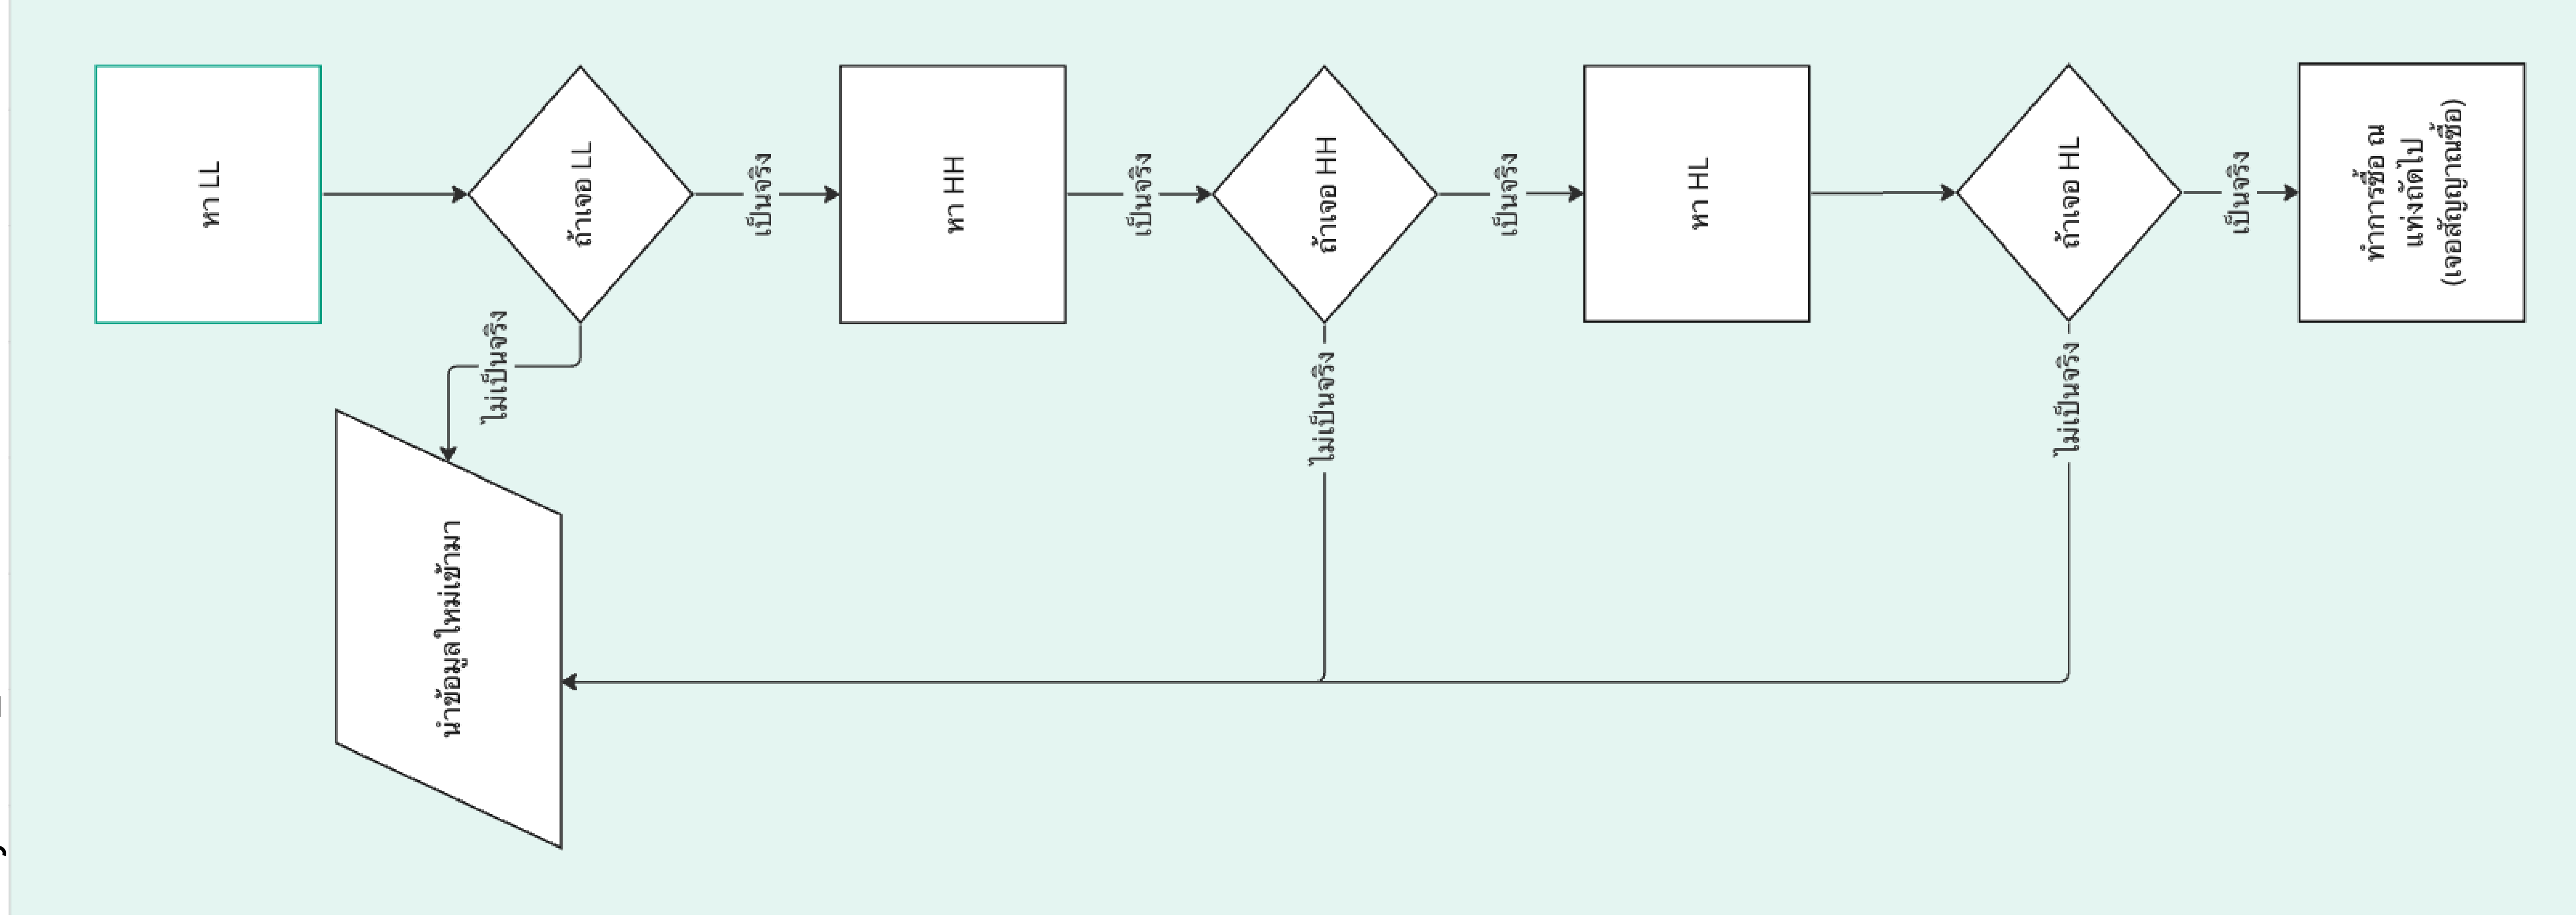 หา LL
ถ้าเจอ LL
เป็นจริง
ไม่เป็นจริง
นำข้อมูลใหม่เข้ามา
หา HH
เป็นจริง
ถ้าเจอ HH
เป็นจริง
ไม่เป็นจริง
หา HL
ถ้าเจอ HL
เป็นจริง
ไม่เป็นจริง
ทำการซื้อ ณ
แท่งถัดไป
(เจอสัญญาณซื้อ)